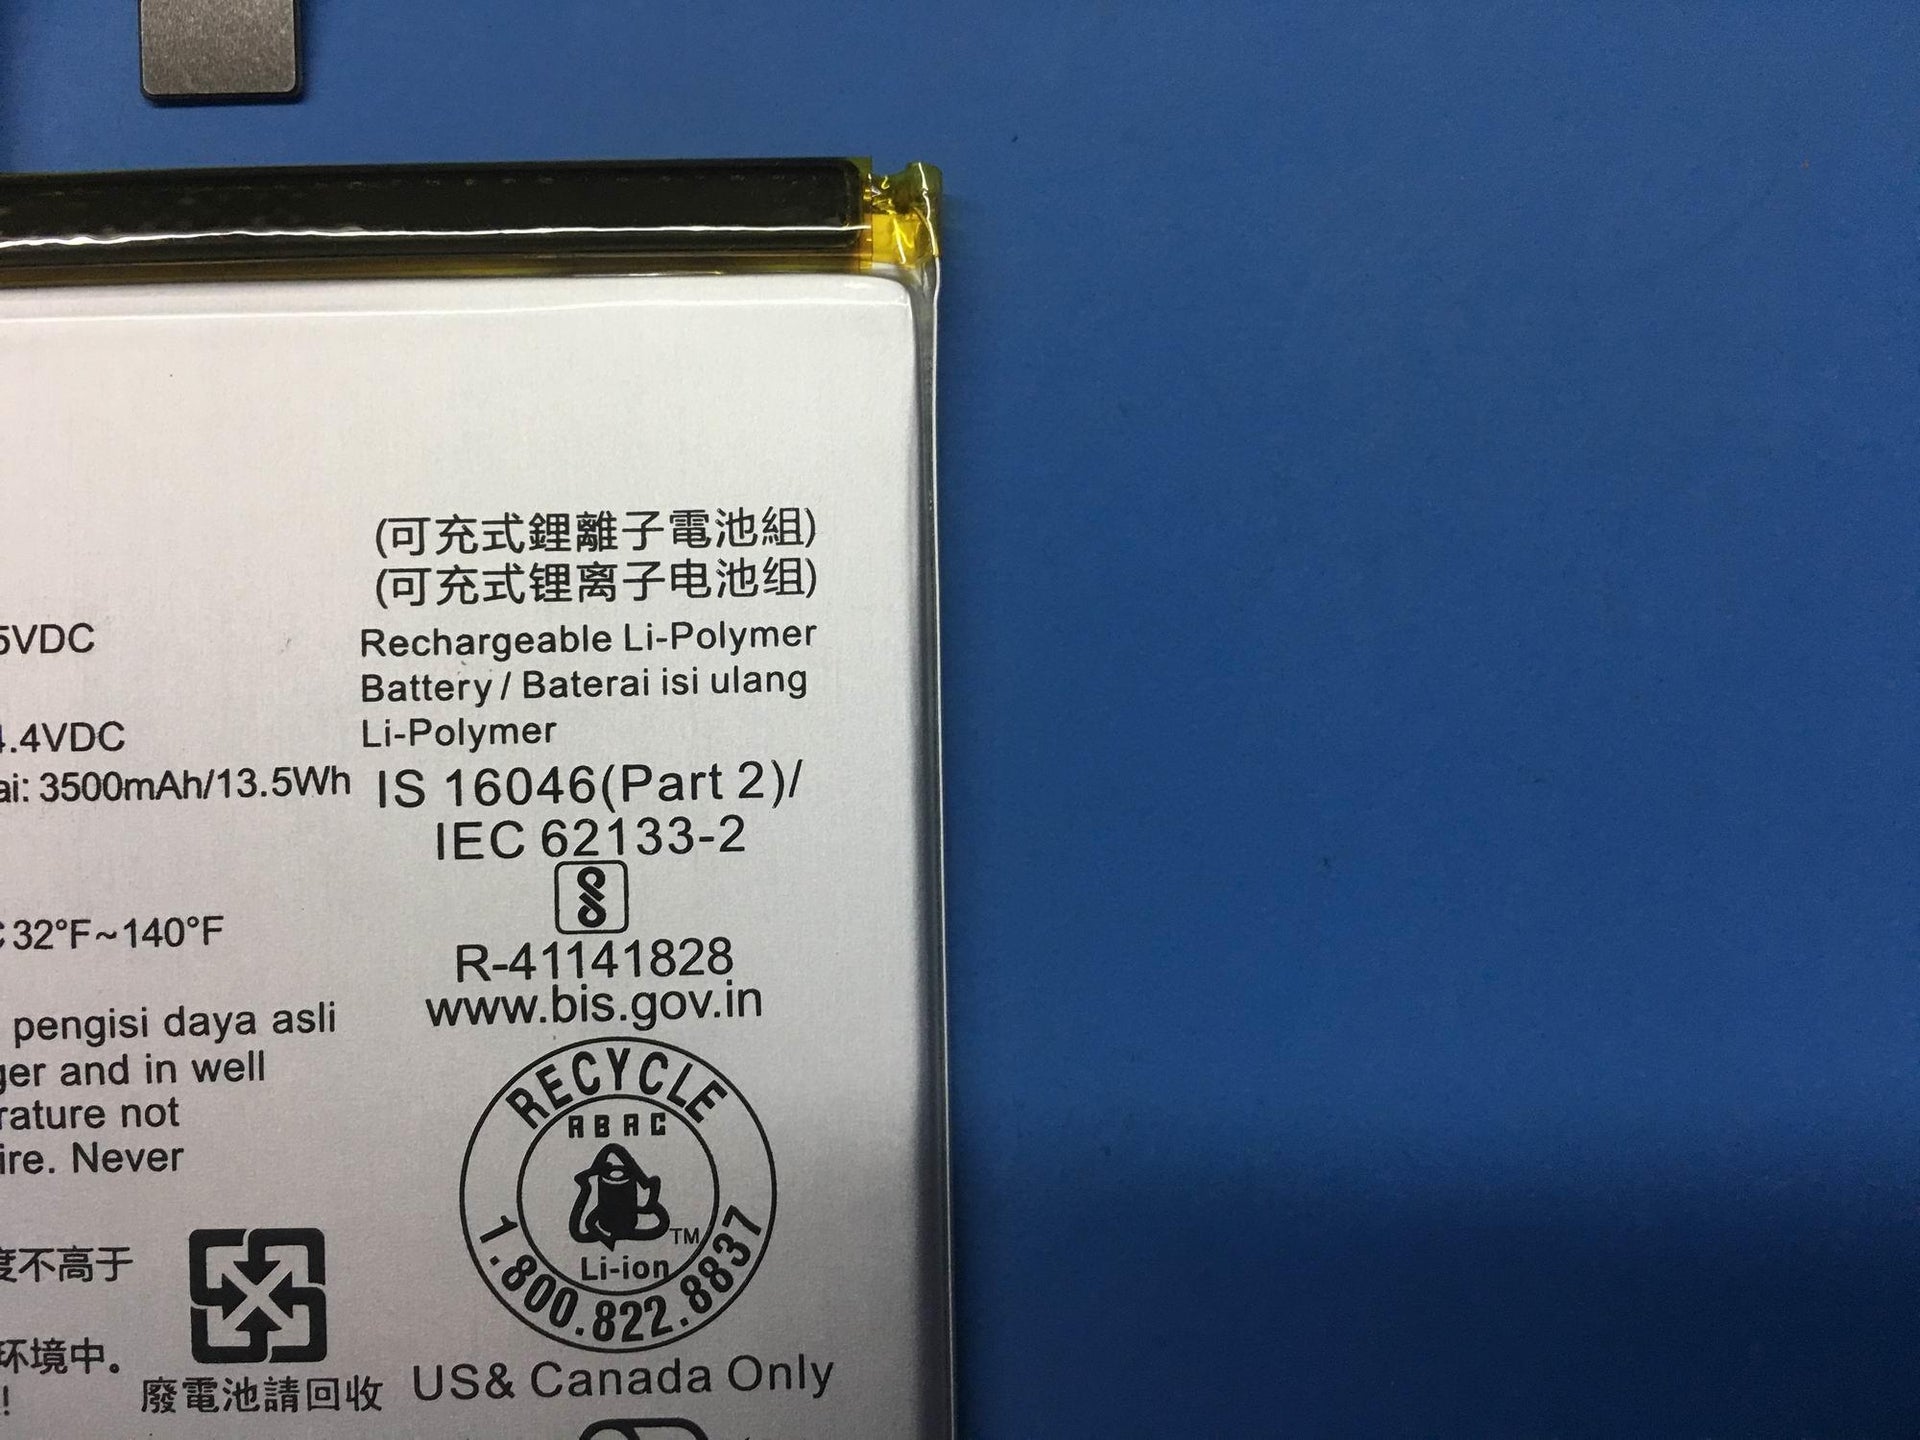 (可充式鋰離子電池組)
(可充式锂离子电池组)
5VDC
Rechargeable Li-Polymer
Battery / Baterai isi ulang
Li-Polymer
.4VDC
ai: 3500mAh/13.5Wh
IS 16046(Part 2)/
IEC 62133-2
32°F~140°F
R-41141828
www.bis.gov.in
pengisi daya asli
ger and in well
rature not
ire. Never
RECYCLE
RBRC
TM
Li-ion
1.800.822.8837
度不高于
环境中。
!
廢電池請回收
US& Canada Only